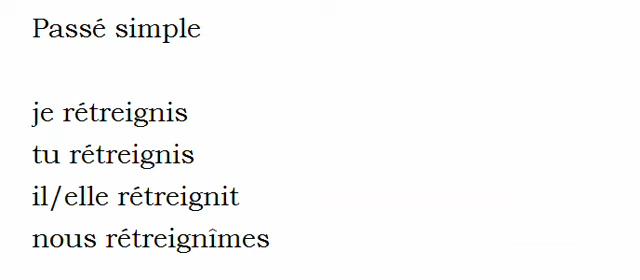 Passé simple
je rétreignis
tu rétreignis
il/elle rétreignit
nous rétreignîmes